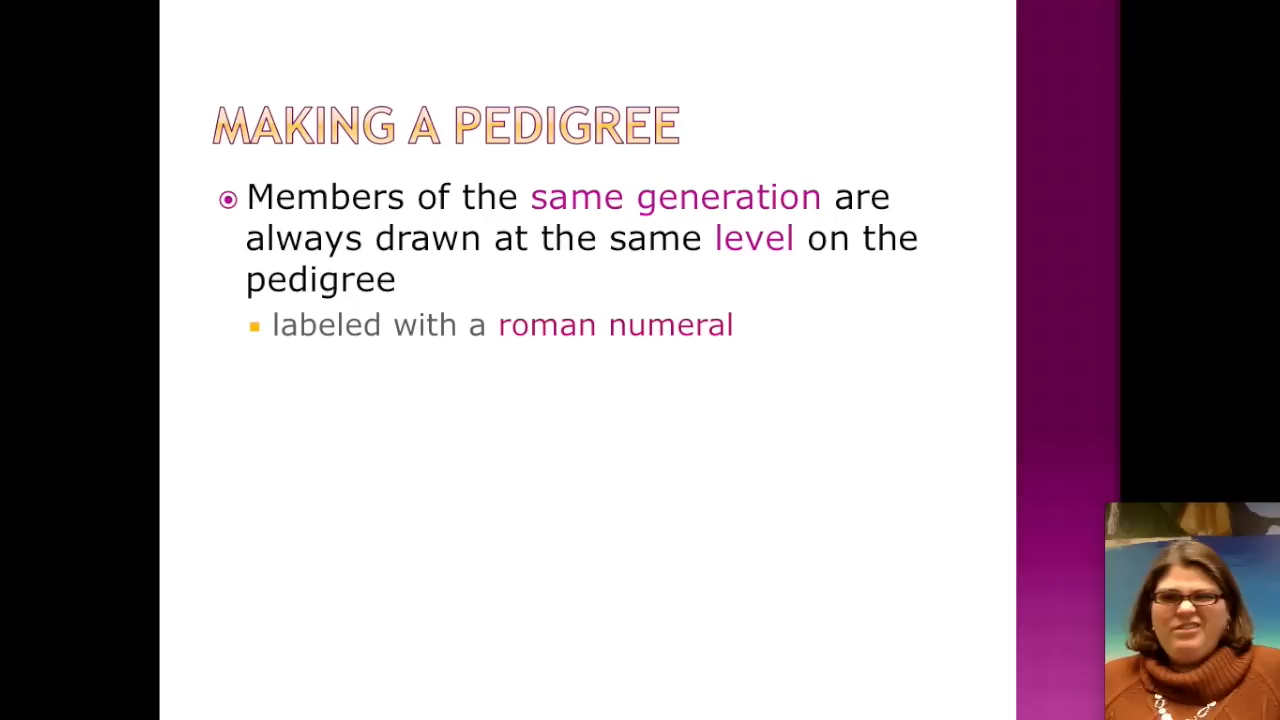 MAKING A PEDIGREE
Members of the same generation are
always drawn at the same level on the
pedigree
labeled with a roman numeral